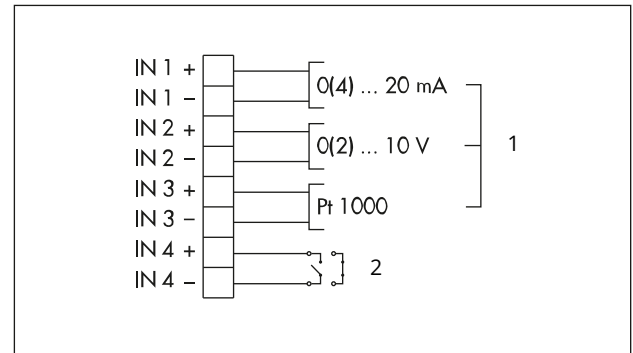 IN 1 +
IN 1 –
0(4) ... 20 mA
IN 2 +
IN 2 –
0(2) ... 10 V
1
IN 3 +
IN 3 –
Pt 1000
IN 4 +
IN 4 –
2